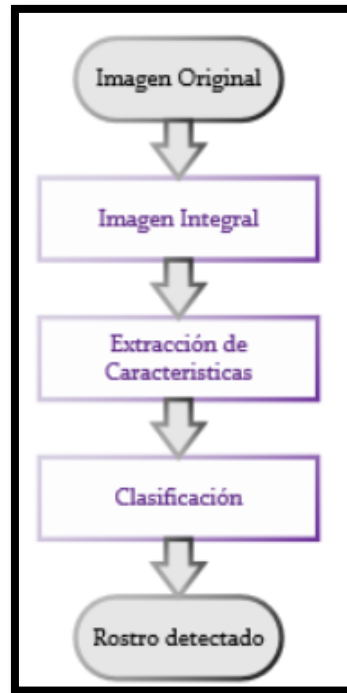 Imagen Original
Imagen Integral
Extracción de
Caracteristicas
Clasificación
Rostro detectado